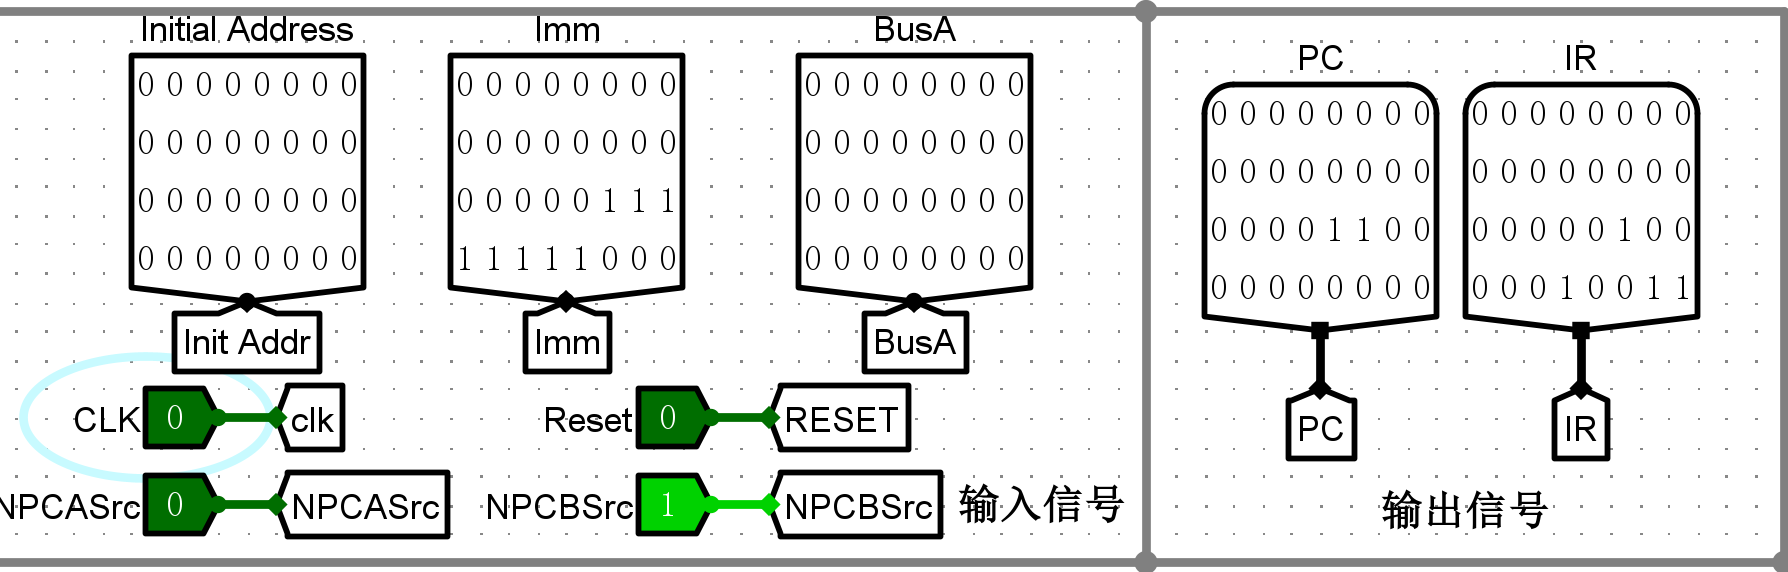 Initial Address
0 0 0 0 0 0 0 0
0 0 0 0 0 0 0 0
0 0 0 0 0 0 0 0
0 0 0 0 0 0 0 0
Init Addr
Imm
0 0 0 0 0 0 0 0
0 0 0 0 0 0 0 0
0 0 0 0 0 1 1 1
1 1 1 1 1 0 0 0
Imm
BusA
0 0 0 0 0 0 0 0
0 0 0 0 0 0 0 0
0 0 0 0 0 0 0 0
0 0 0 0 0 0 0 0
BusA
CLK 0 clk
Reset 0 RESET
NPCASrc 0 NPCASrc
NPCBSrc 1 NPCBSrc
输入信号
PC
0 0 0 0 0 0 0 0
0 0 0 0 0 0 0 0
0 0 0 0 1 1 0 0
0 0 0 0 0 0 0 0
PC
IR
0 0 0 0 0 0 0 0
0 0 0 0 0 0 0 0
0 0 0 0 0 1 0 0
0 0 0 1 0 0 1 1
IR
输出信号